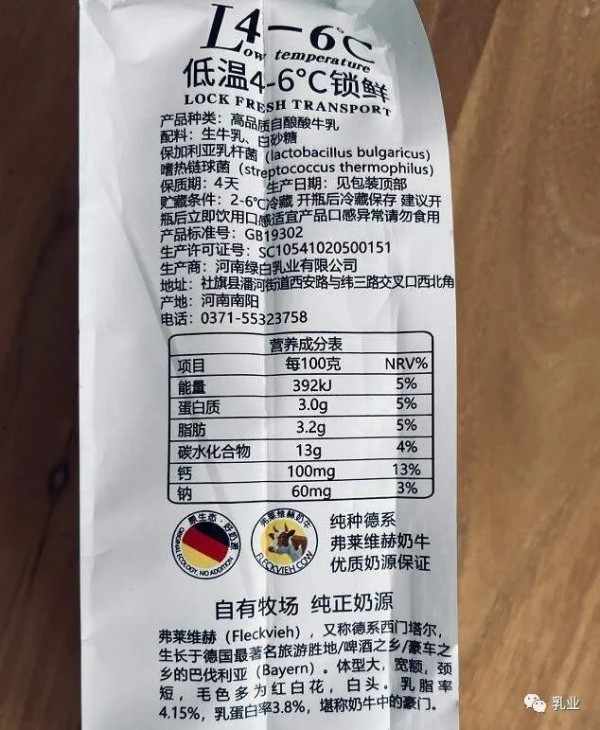 L4-6℃
Low temperature
低温4-6℃锁鲜
LOCK FRESH TRANSPORT
产品种类：高品质自酿酸牛乳
配料：生牛乳、白砂糖
保加利亚乳杆菌（lactobacillus bulgaricus)
嗜热链球菌（streptococcus thermophilus)
保质期：4天 生产日期：见包装顶部
贮藏条件：2-6℃冷藏 开瓶后冷藏保存 建议开
瓶后立即饮用口感适宜产品口感异常请勿食用
产品标准号：GB19302
生产许可证号：SC10541020500151
生产商：河南绿白乳业有限公司
地址：社旗县潘河街道西安路与纬三路交叉口西北角
产地：河南南阳
电话：0371-55323758
营养成分表
项目 每100克 NRV%
能量 392kJ 5%
蛋白质 3.0g 5%
脂肪 3.2g 5%
碳水化合物 13g 4%
钙 100mg 13%
钠 60mg 3%
原生态·好奶源
ORIGINAL ECOLOGY, NO ADDITION
弗莱维赫奶牛
FLECKVIEH COW
纯种德系
弗莱维赫奶牛
优质奶源保证
自有牧场 纯正奶源
弗莱维赫（Fleckvieh），又称德系西门塔尔，
生长于德国最著名旅游胜地/啤酒之乡/豪车之
乡的巴伐利亚（Bayern）。体型大，宽额，颈
短，毛色多为红白花，白头。乳脂率
4.15%，乳蛋白率3.8%，堪称奶牛中的豪门。
乳业